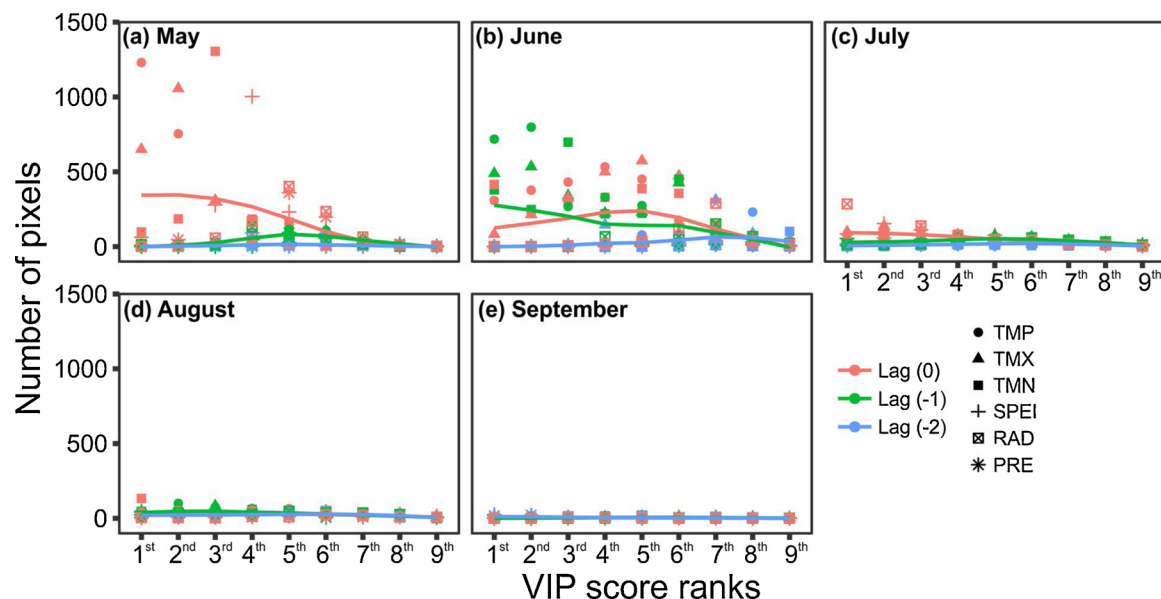 Number of pixels
1500
1000
500
0
(a) May
(b) June
(c) July
1st 2nd 3rd 4th 5th 6th 7th 8th 9th
1500
1000
500
0
(d) August
(e) September
1st 2nd 3rd 4th 5th 6th 7th 8th 9th
1st 2nd 3rd 4th 5th 6th 7th 8th 9th
VIP score ranks
Lag (0)
Lag (-1)
Lag (-2)
TMP
TMX
TMN
SPEI
RAD
PRE